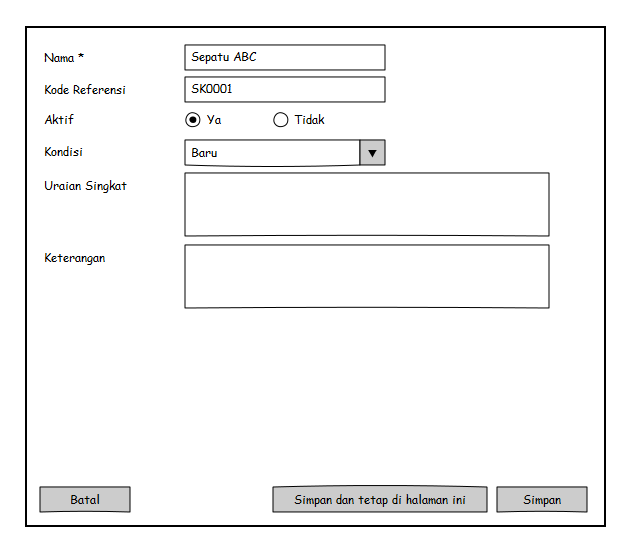 Nama * Sepatu ABC
Kode Referensi SK0001
Aktif Ya Tidak
Kondisi Baru
Uraian Singkat
Keterangan
Batal Simpan dan tetap di halaman ini Simpan